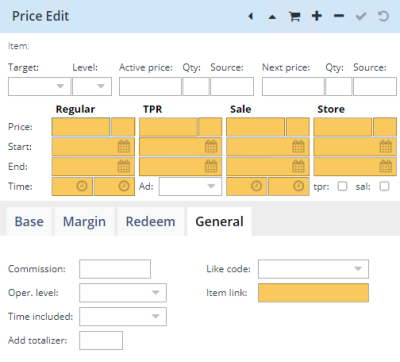 Price Edit
Item:
Target: Level: Active price: Qty: Source: Next price: Qty: Source:
Regular TPR Sale Store
Price:
Start:
End:
Time: Ad: tpr: sal:
Base Margin Redeem General
Commission: Like code:
Oper. level: Item link:
Time included:
Add totalizer: